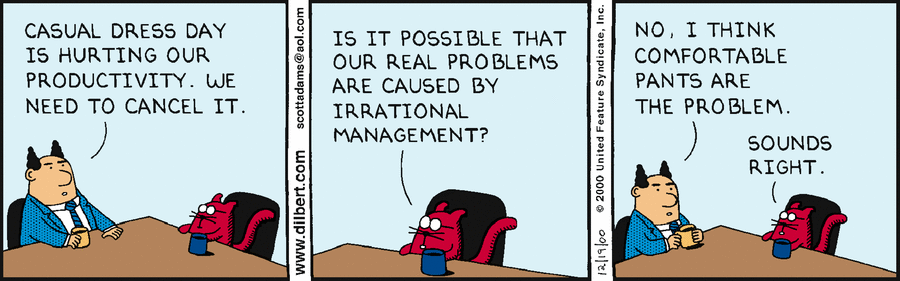 CASUAL DRESS DAY
IS HURTING OUR
PRODUCTIVITY. WE
NEED TO CANCEL IT.
www.dilbert.com scottadams@aol.com
IS IT POSSIBLE THAT
OUR REAL PROBLEMS
ARE CAUSED BY
IRRATIONAL
MANAGEMENT?
12/19/00 © 2000 United Feature Syndicate, Inc.
NO, I THINK
COMFORTABLE
PANTS ARE
THE PROBLEM.
SOUNDS
RIGHT.